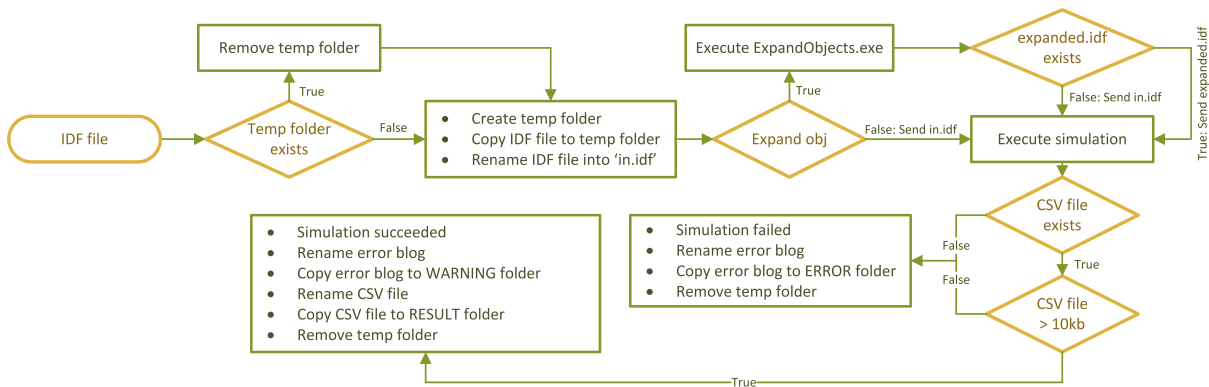 Remove temp folder
Execute ExpandObjects.exe
expanded.idf
exists
True: Send expanded.idf
True
True
False: Send in.idf
IDF file
Temp folder
exists
False
• Create temp folder
• Copy IDF file to temp folder
• Rename IDF file into ‘in.idf’
Expand obj
False: Send in.idf
Execute simulation
CSV file
exists
False
True
False
CSV file
> 10kb
• Simulation succeeded
• Rename error blog
• Copy error blog to WARNING folder
• Rename CSV file
• Copy CSV file to RESULT folder
• Remove temp folder
• Simulation failed
• Rename error blog
• Copy error blog to ERROR folder
• Remove temp folder
True